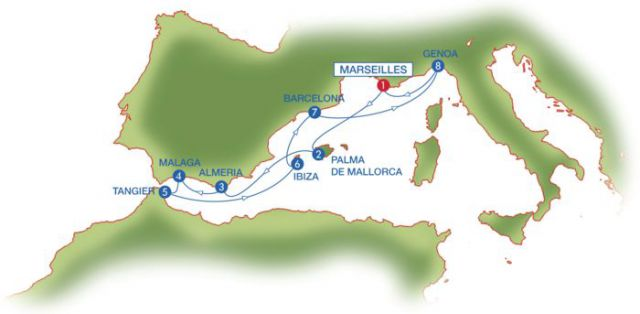 GENOA
8
MARSEILLES
1
BARCELONA
7
MALAGA
4
ALMERIA
3
2
PALMA
DE MALLORCA
6
IBIZA
TANGIER
5